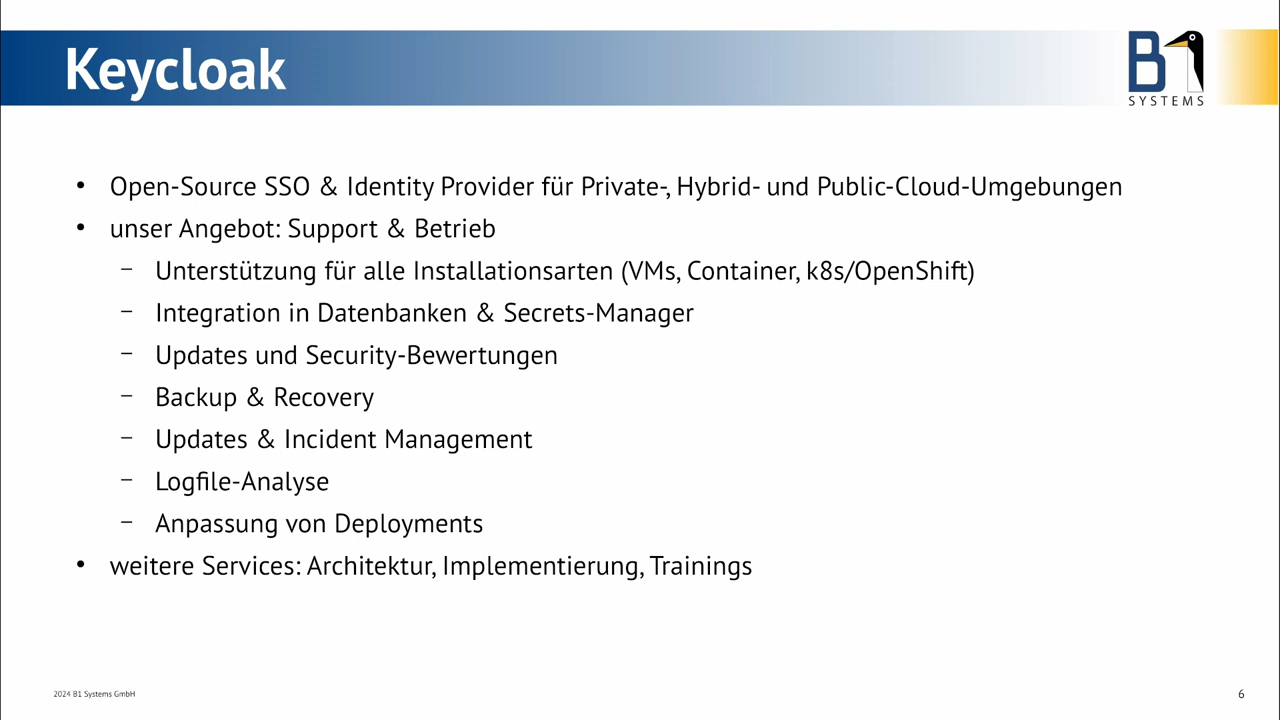 Keycloak
B1
SYSTEMS
• Open-Source SSO & Identity Provider für Private-, Hybrid- und Public-Cloud-Umgebungen
• unser Angebot: Support & Betrieb
– Unterstützung für alle Installationsarten (VMs, Container, k8s/OpenShift)
– Integration in Datenbanken & Secrets-Manager
– Updates und Security-Bewertungen
– Backup & Recovery
– Updates & Incident Management
– Logfile-Analyse
– Anpassung von Deployments
• weitere Services: Architektur, Implementierung, Trainings
2024 B1 Systems GmbH
6